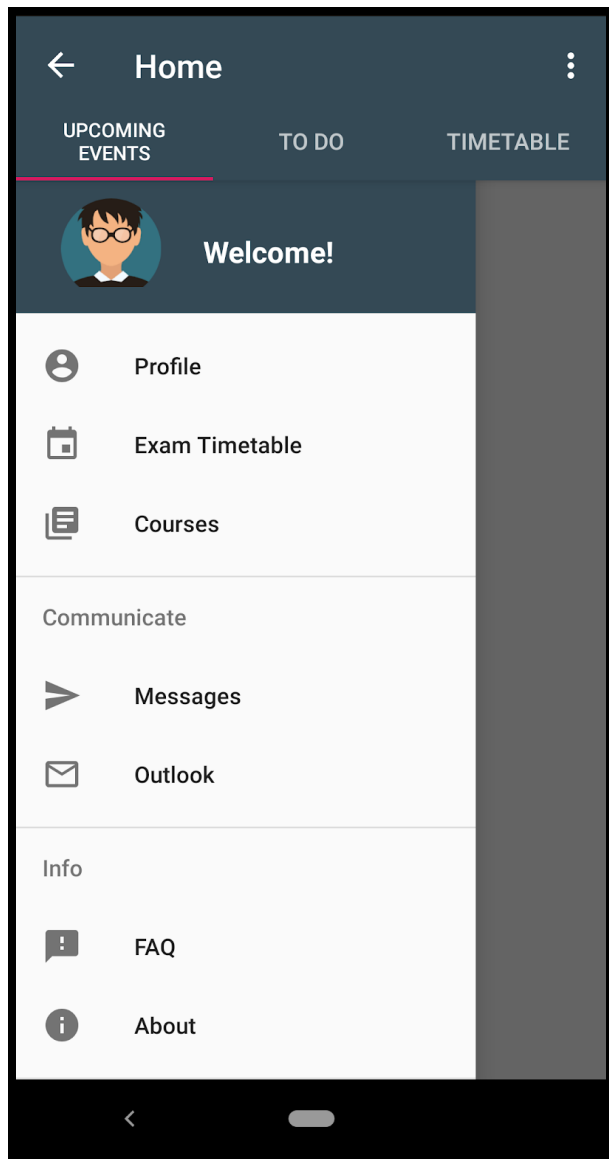 Home
UPCOMING
EVENTS
TO DO
TIMETABLE
Welcome!
Profile
Exam Timetable
Courses
Communicate
Messages
Outlook
Info
FAQ
About